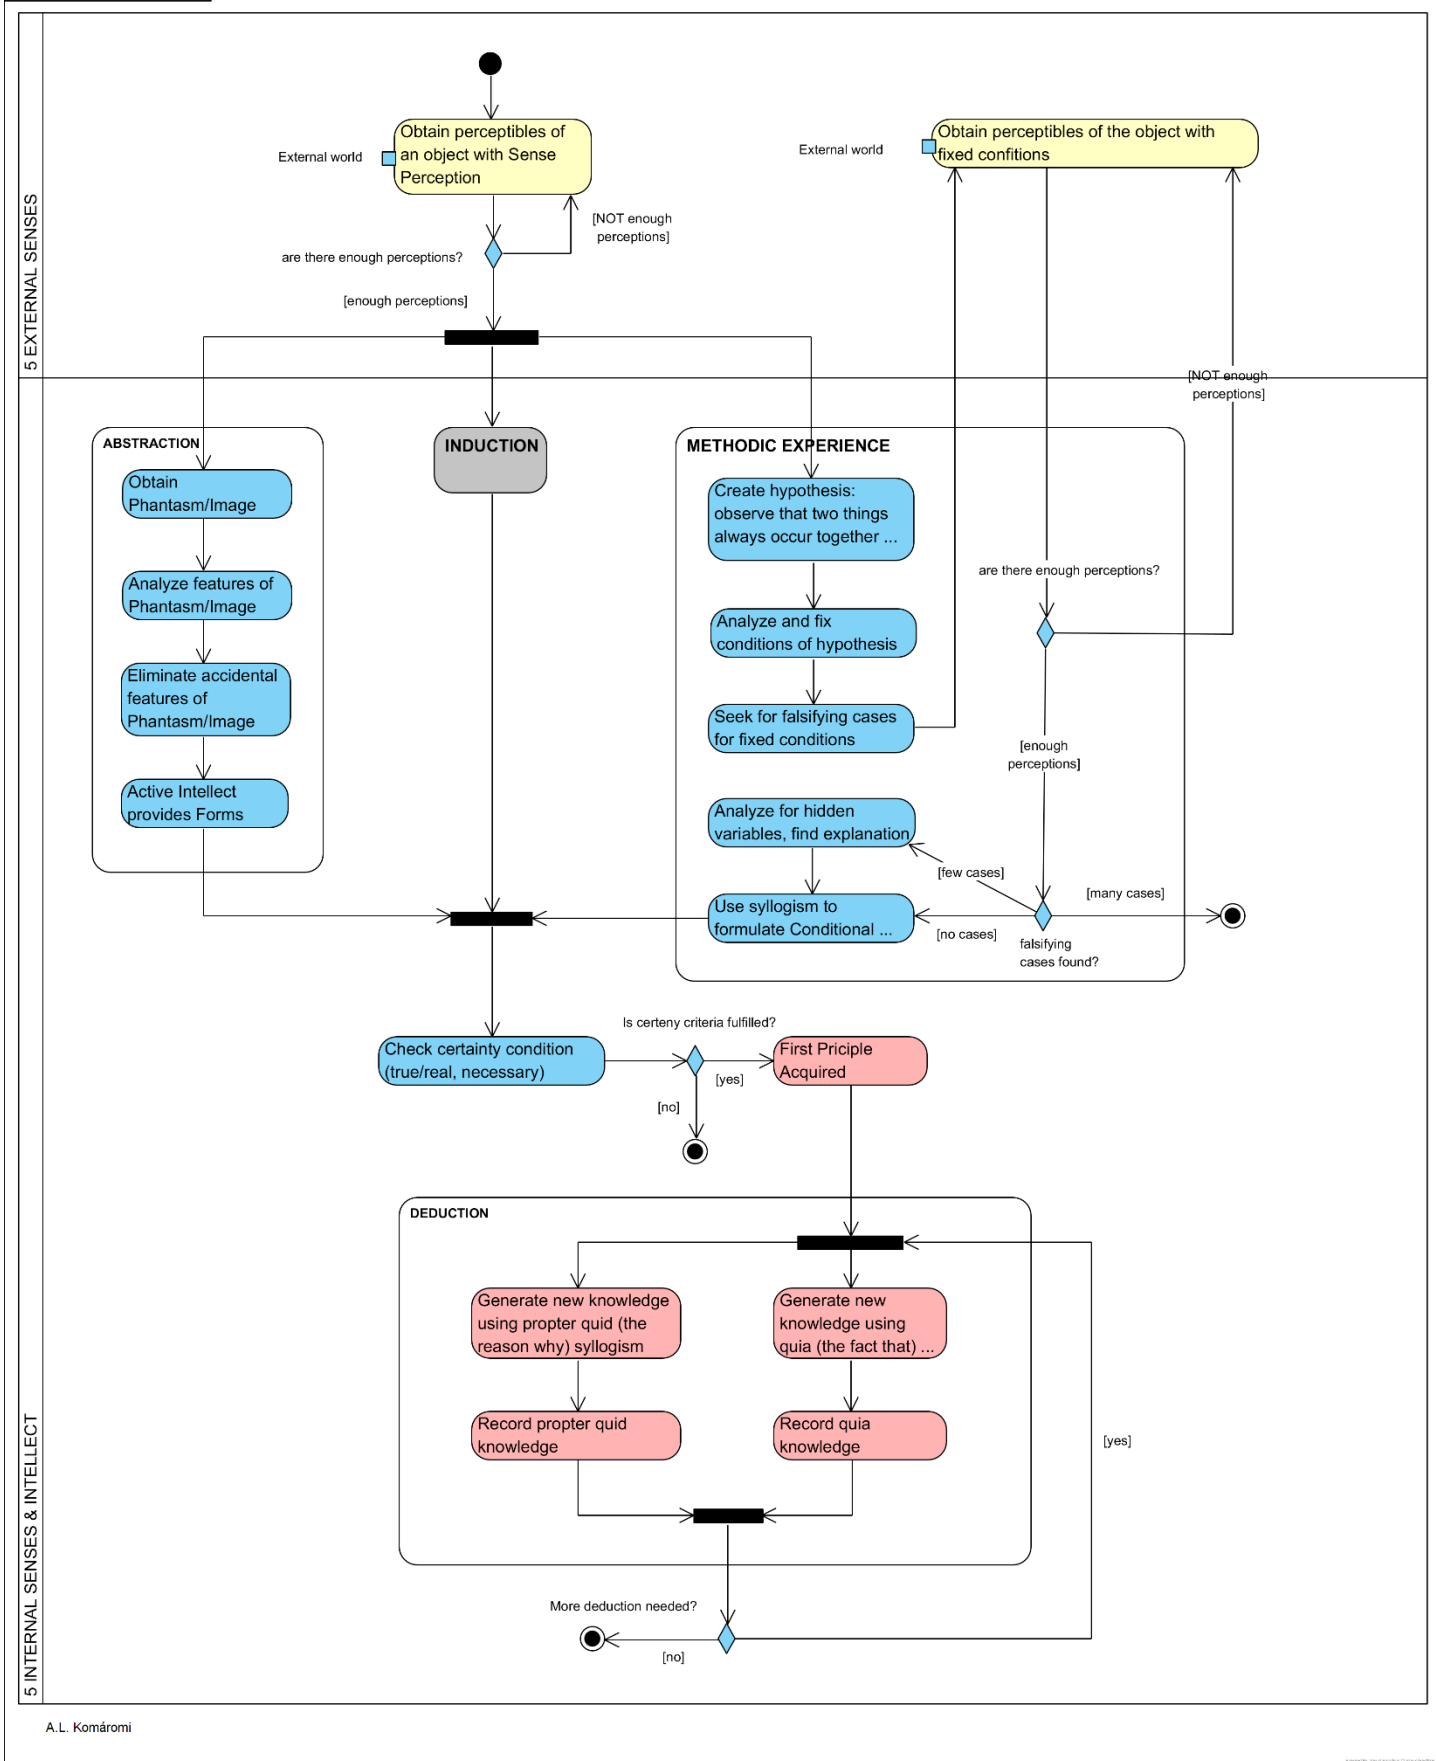 5 EXTERNAL SENSES
External world
Obtain perceptibles of
an object with Sense
Perception
External world
Obtain perceptibles of the object with
fixed confitions
[NOT enough
perceptions]
are there enough perceptions?
[enough perceptions]
[NOT enough
perceptions]
5 INTERNAL SENSES & INTELLECT
ABSTRACTION
Obtain
Phantasm/Image
Analyze features of
Phantasm/Image
Eliminate accidental
features of
Phantasm/Image
Active Intellect
provides Forms
INDUCTION
METHODIC EXPERIENCE
Create hypothesis:
observe that two things
always occur together ...
Analyze and fix
conditions of hypothesis
Seek for falsifying cases
for fixed conditions
are there enough perceptions?
[enough
perceptions]
Analyze for hidden
variables, find explanation
[few cases]
[many cases]
Use syllogism to
formulate Conditional ...
[no cases]
falsifying
cases found?
Check certainty condition
(true/real, necessary)
Is certeny criteria fulfilled?
[yes]
[no]
First Priciple
Acquired
DEDUCTION
Generate new knowledge
using propter quid (the
reason why) syllogism
Generate new
knowledge using
quia (the fact that) ...
Record propter quid
knowledge
Record quia
knowledge
[yes]
More deduction needed?
[no]
A.L. Komáromi